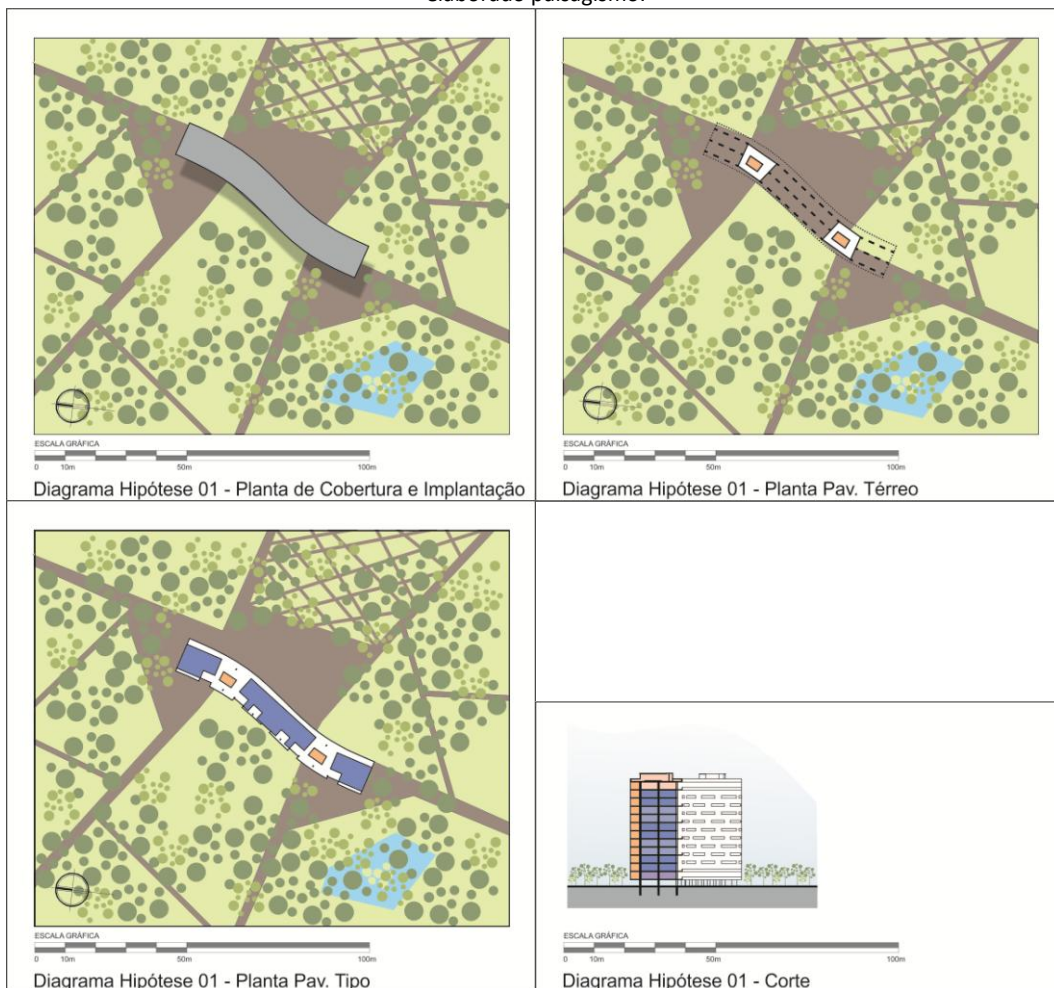 elaborado paisagismo.
ESCALA GRÁFICA
0 10m 50m 100m
Diagrama Hipótese 01 - Planta de Cobertura e Implantação
ESCALA GRÁFICA
0 10m 50m 100m
Diagrama Hipótese 01 - Planta Pav. Térreo
ESCALA GRÁFICA
0 10m 50m 100m
Diagrama Hipótese 01 - Planta Pav. Tipo
ESCALA GRÁFICA
0 10m 50m 100m
Diagrama Hipótese 01 - Corte